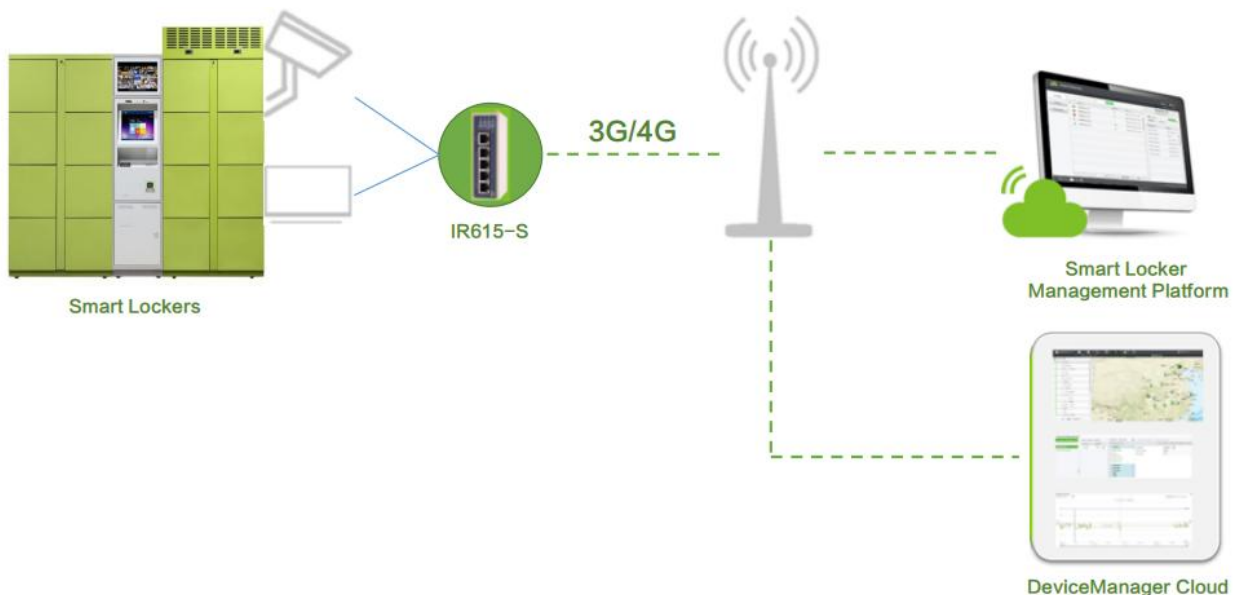 3G/4G
IR615-S
Smart Lockers
Smart Locker
Management Platform
DeviceManager Cloud